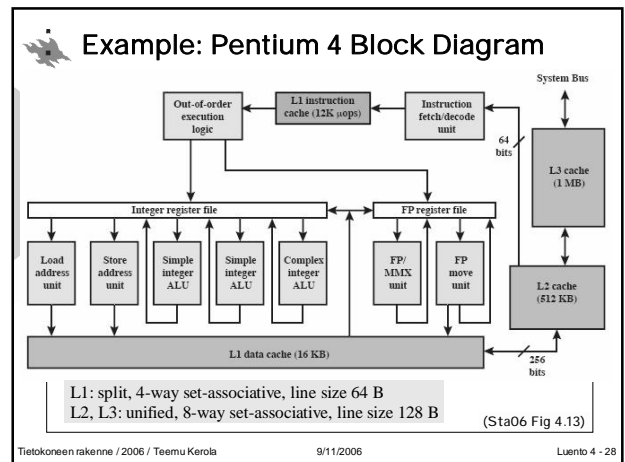 Example: Pentium 4 Block Diagram
System Bus
Out-of-order
execution
logic
L1 instruction
cache (12K μops)
Instruction
fetch/decode
unit
64
bits
L3 cache
(1 MB)
Integer register file
FP register file
Load
address
unit
Store
address
unit
Simple
integer
ALU
Simple
integer
ALU
Complex
integer
ALU
FP/
MMX
unit
FP
move
unit
L2 cache
(512 KB)
L1 data cache (16 KB)
256
bits
L1: split, 4-way set-associative, line size 64 B
L2, L3: unified, 8-way set-associative, line size 128 B
(Sta06 Fig 4.13)
Tietokoneen rakenne / 2006 / Teemu Kerola
9/11/2006
Luento 4 - 28